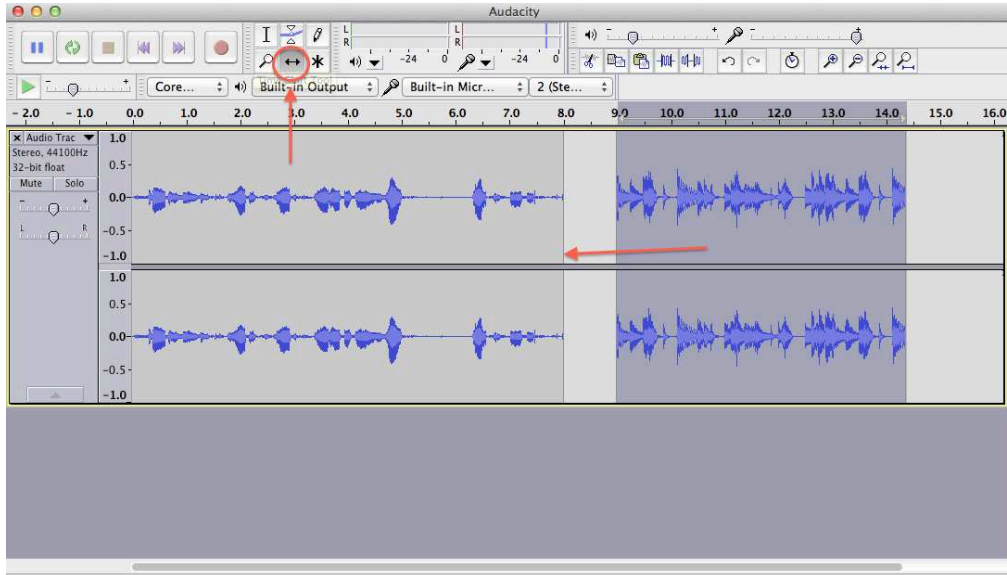 Audacity
L
R
L
R
-24 0
-24 0
Core...
Built-in Output
Built-in Micr...
2 (Ste...
- 2.0 - 1.0 0.0 1.0 2.0 3.0 4.0 5.0 6.0 7.0 8.0 9.0 10.0 11.0 12.0 13.0 14.0 15.0 16.0
Audio Trac
Stereo, 44100Hz
32-bit float
Mute Solo
- +
L R
1.0
0.5-
0.0-
-0.5-
-1.0
1.0
0.5-
0.0-
-0.5-
-1.0